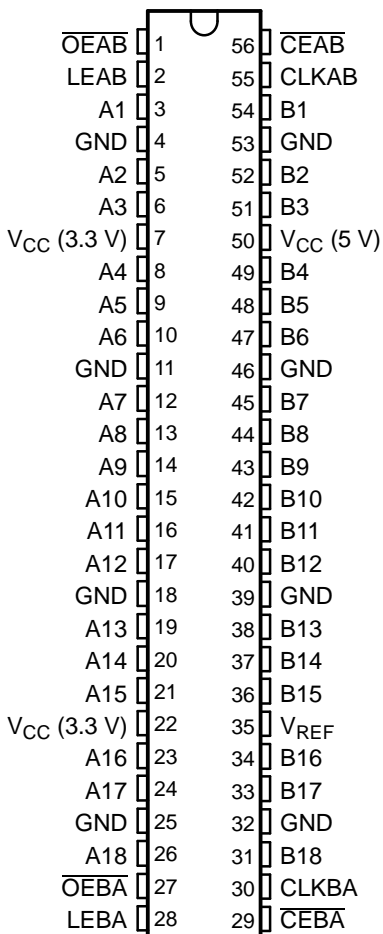 O̅E̅A̅B̅ 1 56 C̅E̅A̅B̅
LEAB 2 55 CLKAB
A1 3 54 B1
GND 4 53 GND
A2 5 52 B2
A3 6 51 B3
VCC (3.3 V) 7 50 VCC (5 V)
A4 8 49 B4
A5 9 48 B5
A6 10 47 B6
GND 11 46 GND
A7 12 45 B7
A8 13 44 B8
A9 14 43 B9
A10 15 42 B10
A11 16 41 B11
A12 17 40 B12
GND 18 39 GND
A13 19 38 B13
A14 20 37 B14
A15 21 36 B15
VCC (3.3 V) 22 35 VREF
A16 23 34 B16
A17 24 33 B17
GND 25 32 GND
A18 26 31 B18
O̅E̅B̅A̅ 27 30 CLKBA
LEBA 28 29 C̅E̅B̅A̅